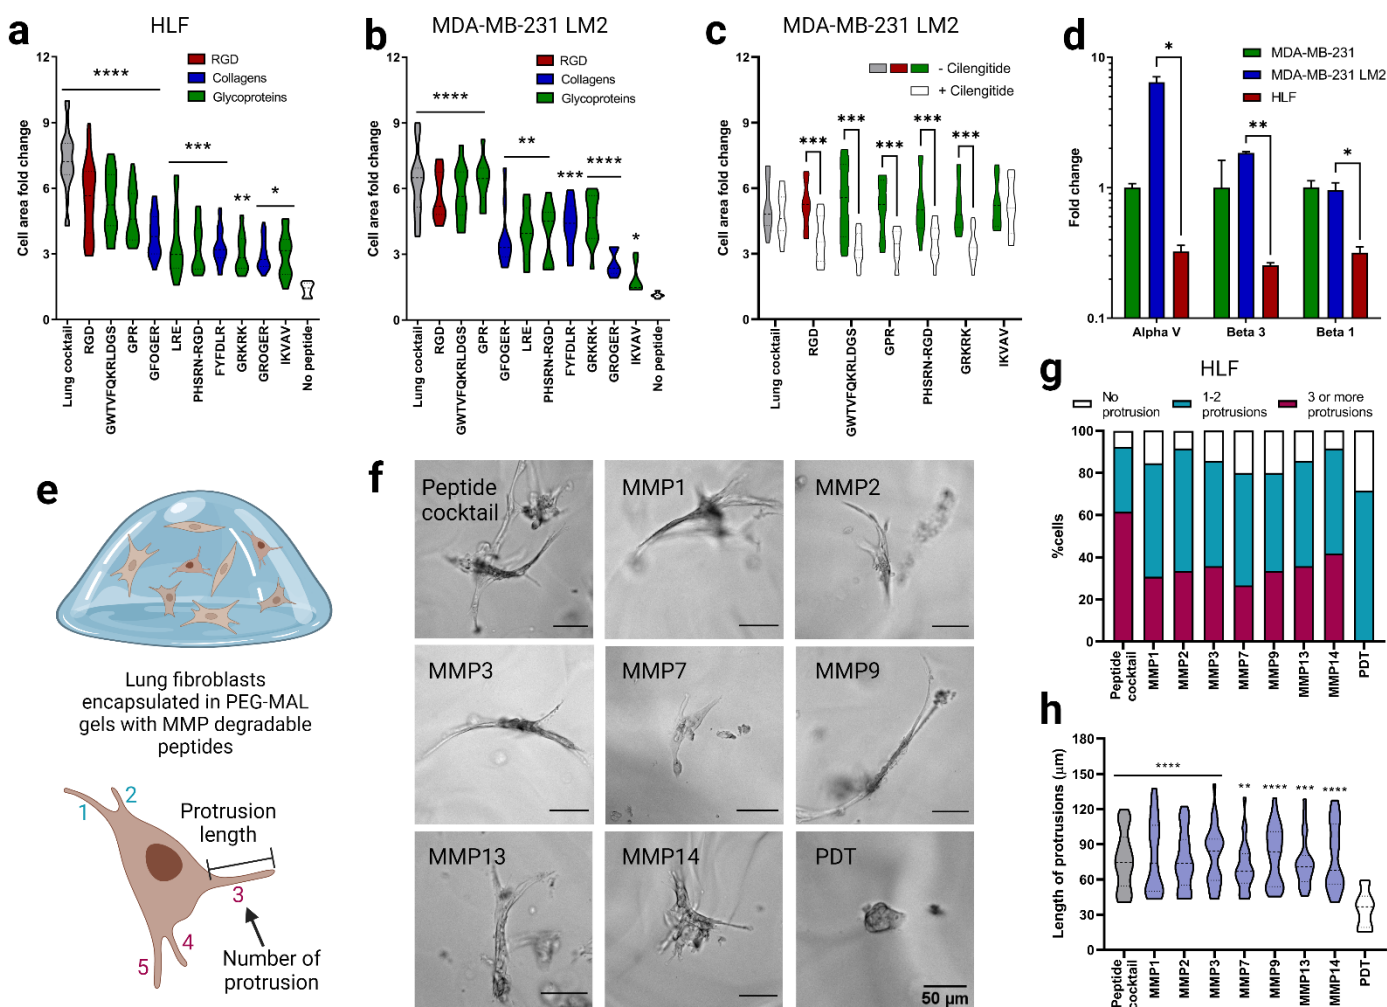 a
HLF
12
9
6
3
0
Cell area fold change
RGD
Collagens
Glycoproteins
****
***
**
*
Lung cocktail
RGD
GWTVFQKRLDGS
GPR
GFOGER
LRE
PHSRN-RGD
FYFDLR
GRKRK
GROGER
IKVAV
No peptide
b
MDA-MB-231 LM2
12
9
6
3
0
Cell area fold change
RGD
Collagens
Glycoproteins
****
**
***
****
*
Lung cocktail
RGD
GWTVFQKRLDGS
GPR
GFOGER
LRE
PHSRN-RGD
FYFDLR
GRKRK
GROGER
IKVAV
No peptide
c
MDA-MB-231 LM2
12
9
6
3
0
Cell area fold change
- Cilengitide
+ Cilengitide
***
***
***
***
***
Lung cocktail
RGD
GWTVFQKRLDGS
GPR
PHSRN-RGD
GRKRK
IKVAV
d
10
1
0.1
Fold change
MDA-MB-231
MDA-MB-231 LM2
HLF
*
**
*
Alpha V
Beta 3
Beta 1
e
Lung fibroblasts
encapsulated in PEG-MAL
gels with MMP degradable
peptides
1
2
3
4
5
Protrusion
length
Number of
protrusion
f
Peptide
cocktail
MMP1
MMP2
MMP3
MMP7
MMP9
MMP13
MMP14
PDT
50 µm
g
HLF
No
protrusion
1-2
protrusions
3 or more
protrusions
100
80
60
40
20
0
%cells
Peptide
cocktail
MMP1
MMP2
MMP3
MMP7
MMP9
MMP13
MMP14
PDT
h
180
150
120
90
60
30
0
Length of protrusions (µm)
****
**
****
***
****
Peptide
cocktail
MMP1
MMP2
MMP3
MMP7
MMP9
MMP13
MMP14
PDT